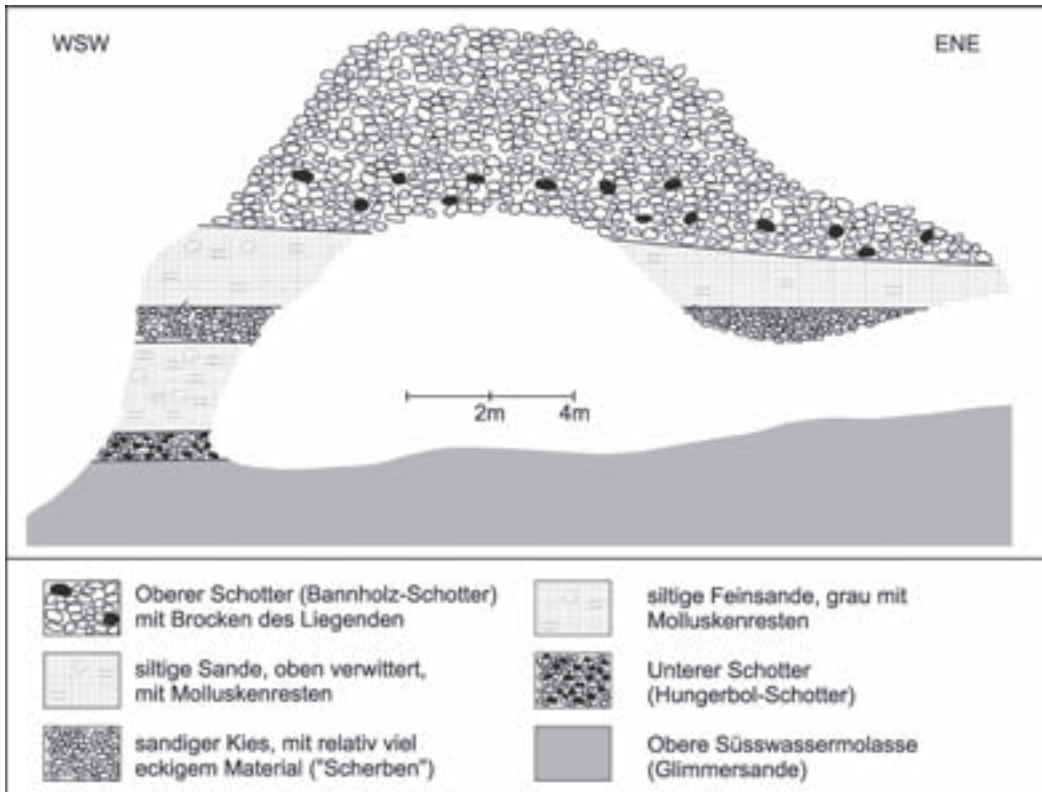 WSW
ENE
2m
4m
Oberer Schotter (Bannholz-Schotter)
mit Brocken des Liegenden
siltige Sande, oben verwittert,
mit Molluskenresten
sandiger Kies, mit relativ viel
eckigem Material ("Scherben")
siltige Feinsande, grau mit
Molluskenresten
Unterer Schotter
(Hungerbol-Schotter)
Obere Süsswassermolasse
(Glimmersande)